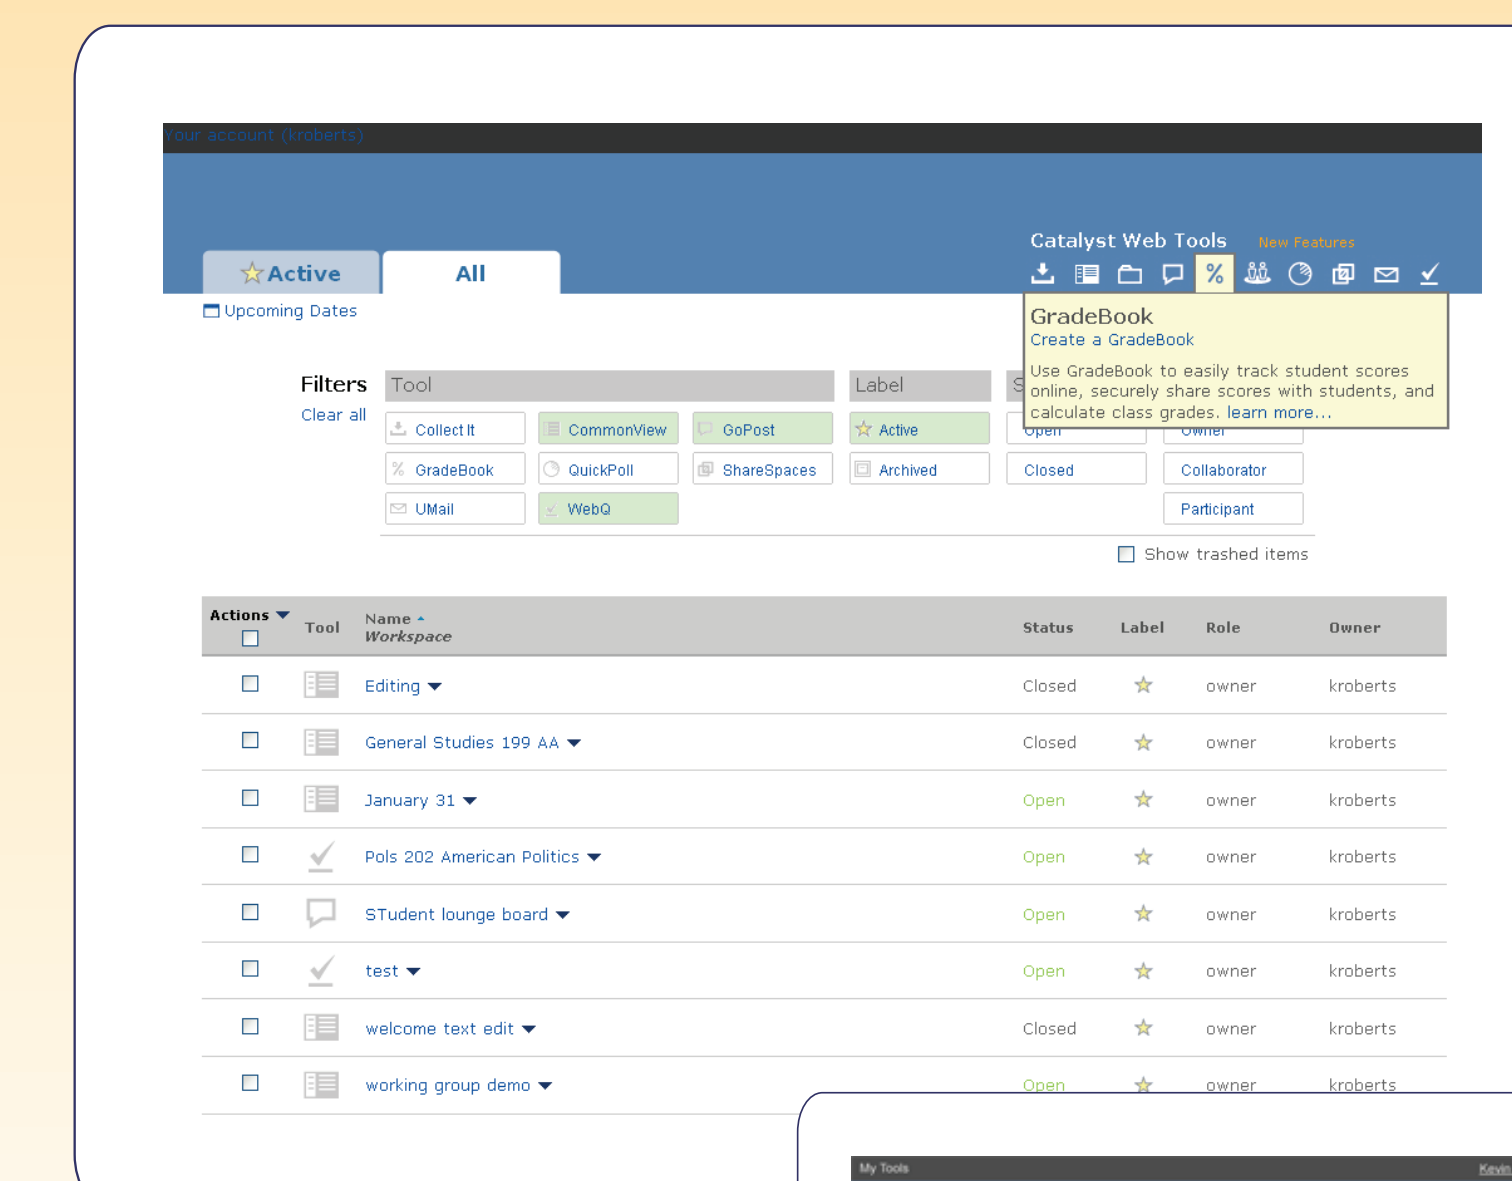 Your account (kroberts)
Catalyst Web Tools New Features
Active All
Upcoming Dates
GradeBook
Create a GradeBook
Use GradeBook to easily track student scores
online, securely share scores with students, and
calculate class grades. learn more...
Filters Tool Label S
Clear all
Collect It CommonView GoPost Active Open Owner
GradeBook QuickPoll ShareSpaces Archived Closed Collaborator
UMail WebQ Participant
Show trashed items
Actions Tool Name Status Label Role Owner
Workspace
Editing Closed owner kroberts
General Studies 199 AA Closed owner kroberts
January 31 Open owner kroberts
Pols 202 American Politics Open owner kroberts
STudent lounge board Open owner kroberts
test Open owner kroberts
welcome text edit Closed owner kroberts
working group demo Open owner kroberts
My Tools Kevin